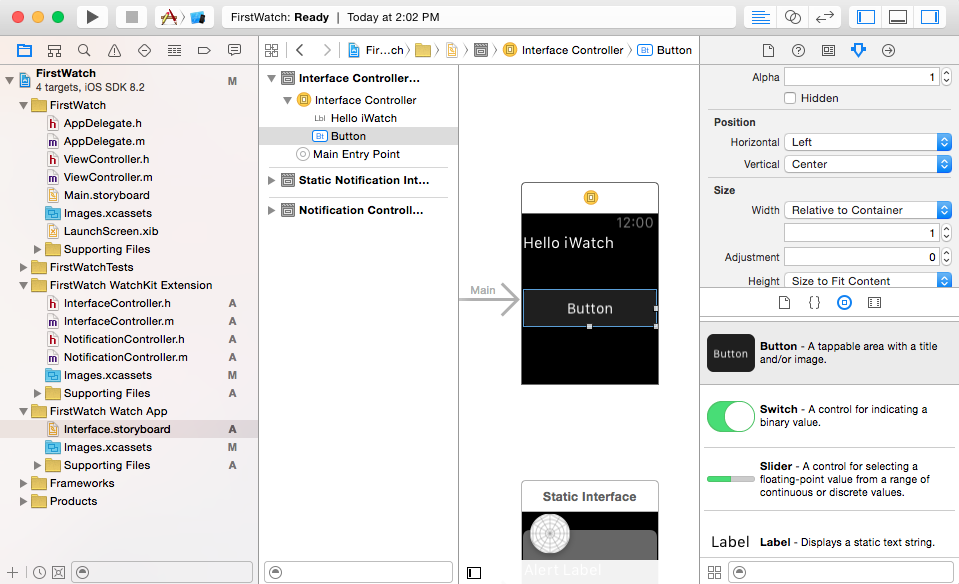 FirstWatch: Ready | Today at 2:02 PM
Fir...ch
Interface Controller
Bt Button
FirstWatch
4 targets, iOS SDK 8.2
M
FirstWatch
h AppDelegate.h
m AppDelegate.m
h ViewController.h
m ViewController.m
Main.storyboard
Images.xcassets
LaunchScreen.xib
Supporting Files
FirstWatchTests
FirstWatch WatchKit Extension
h InterfaceController.h A
m InterfaceController.m A
h NotificationController.h A
m NotificationController.m A
Images.xcassets M
Supporting Files A
FirstWatch Watch App
Interface.storyboard A
Images.xcassets M
Supporting Files A
Frameworks
Products
Interface Controller...
Interface Controller
Lbl Hello iWatch
Bt Button
Main Entry Point
Static Notification Int...
Notification Controll...
Main
12:00
Hello iWatch
Button
Static Interface
Alert Label
Alpha 1
Hidden
Position
Horizontal Left
Vertical Center
Size
Width Relative to Container
1
Adjustment 0
Height Size to Fit Content
{ }
Button
Button - A tappable area with a title
and/or image.
Switch - A control for indicating a
binary value.
Slider - A control for selecting a
floating-point value from a range of
continuous or discrete values.
Label
Label - Displays a static text string.